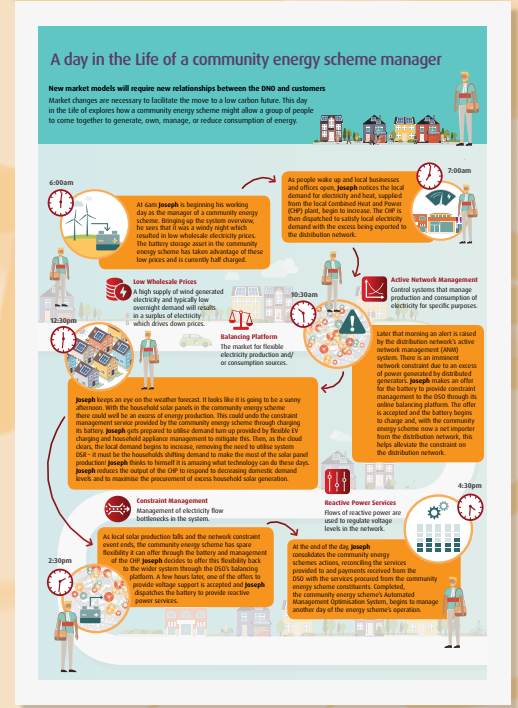 A day in the Life of a community energy scheme manager
New market models will require new relationships between the DNO and customers
Market changes are necessary to facilitate the move to a low carbon future. This day
in the Life of explores how a community energy scheme might allow a group of people
to come together to generate, own, manage, or reduce consumption of energy.
6:00am
At 6am Joseph is beginning his working
day as the manager of a community energy
scheme. Bringing up the system overview,
he sees that it was a windy night which
resulted in low wholesale electricity prices.
The battery storage asset in the community
energy scheme has taken advantage of these
low prices and is currently half charged.
7:00am
As people wake up and local businesses
and offices open, Joseph notices the local
demand for electricity and heat, supplied
from the local Combined Heat and Power
(CHP) plant, begin to increase. The CHP is
then dispatched to satisfy local electricity
demand with the excess being exported to
the distribution network.
Low Wholesale Prices
A high supply of wind generated
electricity and typically low
overnight demand will results
in a surplus of electricity
which drives down prices.
Active Network Management
Control systems that manage
production and consumption of
electricity for specific purposes.
10:30am
Balancing Platform
The market for flexible
electricity production and/
or consumption sources.
Later that morning an alert is raised
by the distribution network's active
network management (ANM)
system. There is an imminent
network constraint due to an excess
of power generated by distributed
generators. Joseph makes an offer
for the battery to provide constraint
management to the DSO through its
online balancing platform. The offer
is accepted and the battery begins
to charge and, with the community
energy scheme now a net importer
from the distribution network, this
helps alleviate the constraint on
the distribution network.
12:30pm
Joseph keeps an eye on the weather forecast. It looks like it is going to be a sunny
afternoon. With the household solar panels in the community energy scheme
there could well be an excess of energy production. This could undo the constraint
management service provided by the community energy scheme through charging
its battery. Joseph gets prepared to utilise demand turn up provided by flexible EV
charging and household appliance management to mitigate this. Then, as the cloud
clears, the local demand begins to increase, removing the need to utilise system
DSR – it must be the households shifting demand to make the most of the solar panel
production! Joseph thinks to himself it is amazing what technology can do these days.
Joseph reduces the output of the CHP to respond to decreasing domestic demand
levels and to maximise the procurement of excess household solar generation.
Constraint Management
Management of electricity flow
bottlenecks in the system.
Reactive Power Services
Flows of reactive power are
used to regulate voltage
levels in the network.
2:30pm
As local solar production falls and the network constraint
event ends, the community energy scheme has spare
flexibility it can offer through the battery and management
of the CHP. Joseph decides to offer this flexibility back
to the wider system through the DSO's balancing
platform. A few hours later, one of the offers to
provide voltage support is accepted and Joseph
dispatches the battery to provide reactive
power services.
4:30pm
At the end of the day, Joseph
consolidates the community energy
schemes actions, reconciling the services
provided to and payments received from the
DSO with the services procured from the community
energy scheme constituents. Completed,
the community energy scheme's Automated
Management Optimisation System, begins to manage
another day of the energy scheme's operation.